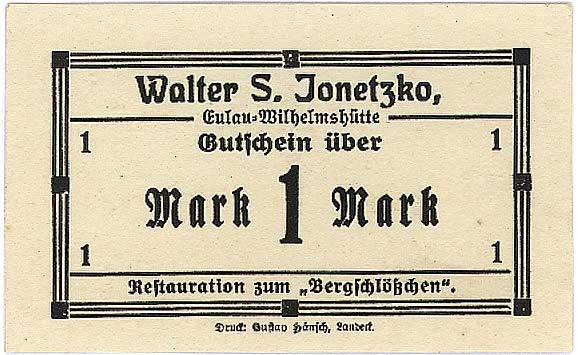 Walter S. Jonetzko,
Eulau-Wilhelmshütte
1 Gutschein über 1
Mark 1 Mark
1 1
Restauration zum „Bergschlößchen“.
Druck: Gustav Hänsch, Landeck.